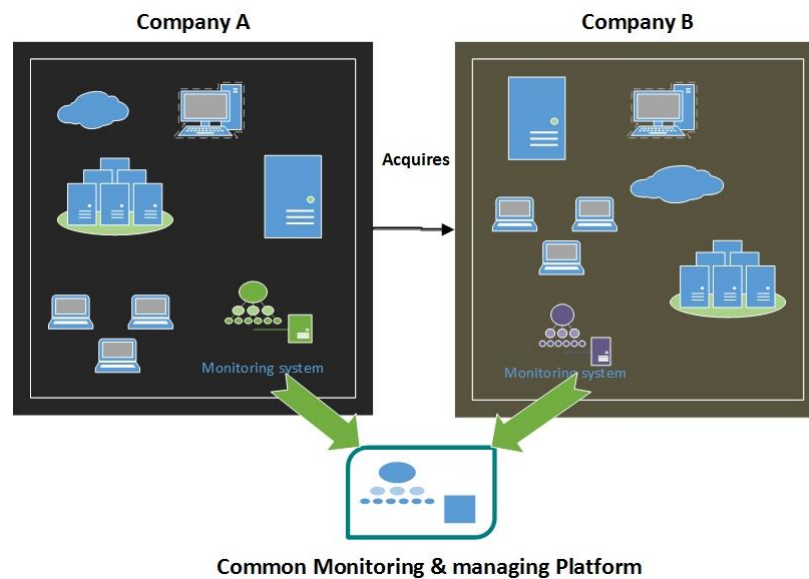 Company A
Company B
Acquires
Monitoring system
Monitoring system
Common Monitoring & managing Platform